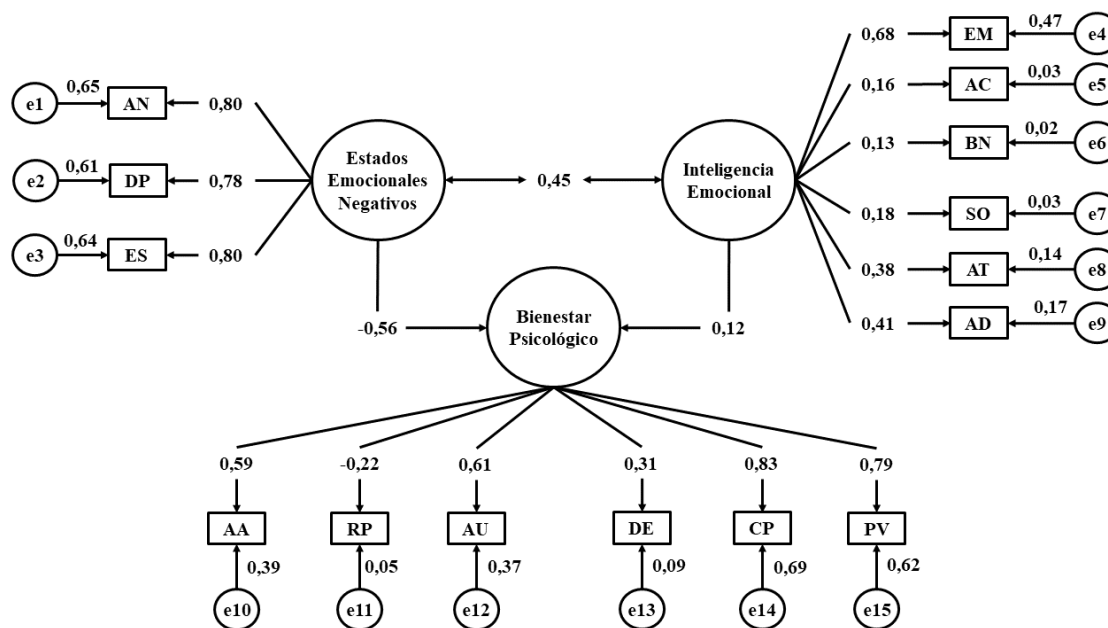 0,68 EM 0,47 e4
0,16 AC 0,03 e5
0,13 BN 0,02 e6
0,18 SO 0,03 e7
0,38 AT 0,14 e8
0,41 AD 0,17 e9
e1 0,65 AN 0,80
e2 0,61 DP 0,78
e3 0,64 ES 0,80
Estados
Emocionales
Negativos
0,45
Inteligencia
Emocional
-0,56
Bienestar
Psicológico
0,12
0,59 -0,22 0,61 0,31 0,83 0,79
AA RP AU DE CP PV
0,39 0,05 0,37 0,09 0,69 0,62
e10 e11 e12 e13 e14 e15